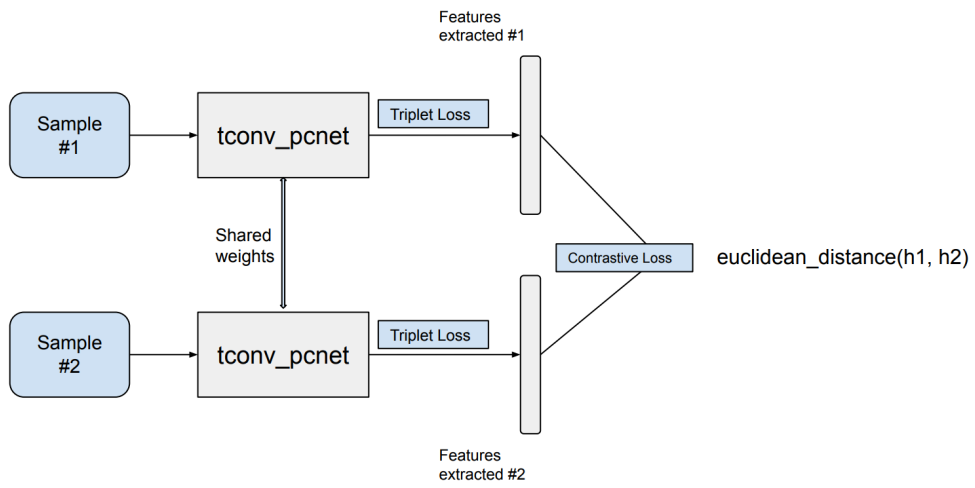 Features
extracted #1
Sample
#1
tconv_pcnet
Triplet Loss
Shared
weights
Contrastive Loss
euclidean_distance(h1, h2)
Sample
#2
tconv_pcnet
Triplet Loss
Features
extracted #2